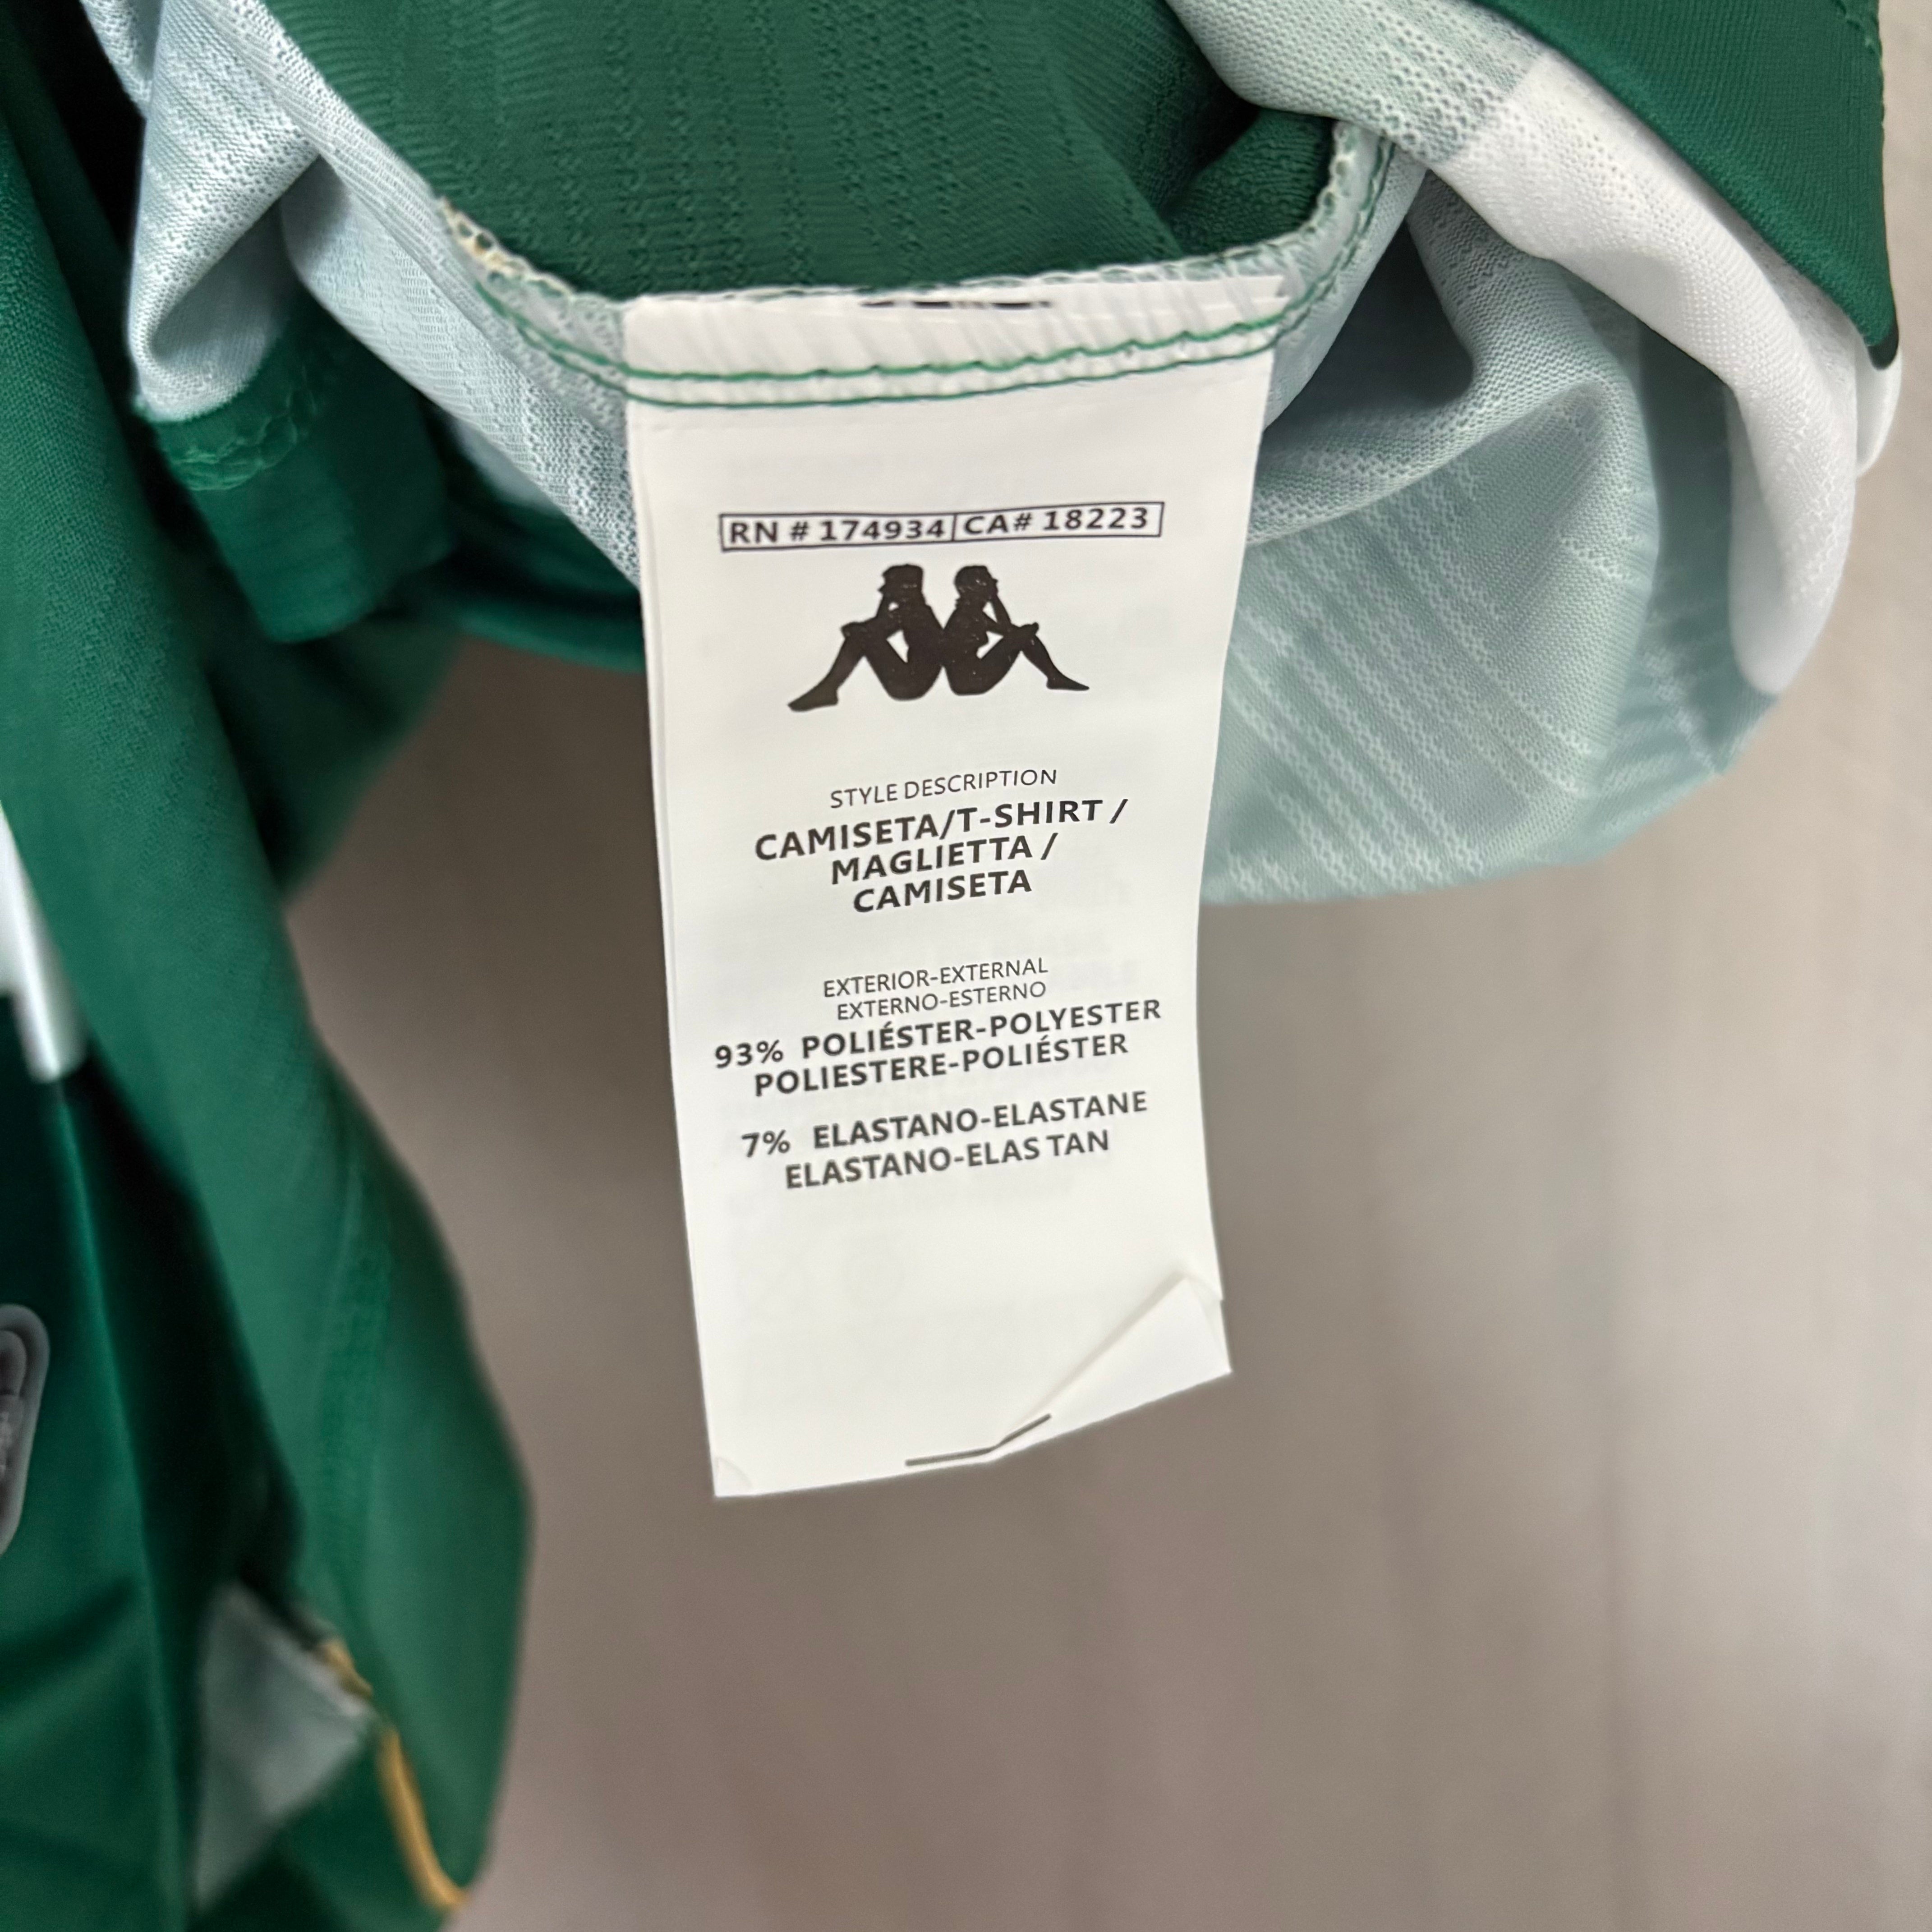 RN # 174934 CA# 18223
STYLE DESCRIPTION
CAMISETA/T-SHIRT /
MAGLIETTA /
CAMISETA
EXTERIOR-EXTERNAL
EXTERNO-ESTERNO
93% POLIÉSTER-POLYESTER
POLIESTERE-POLIÉSTER
7% ELASTANO-ELASTANE
ELASTANO-ELAS TAN